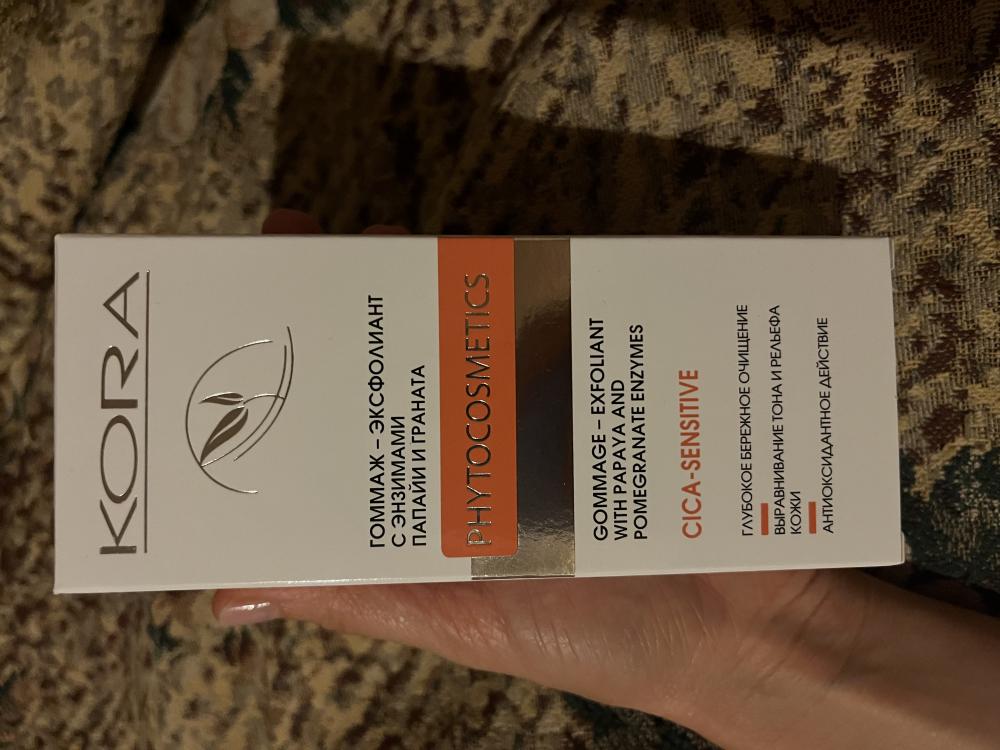 KORA
ГОММАЖ – ЭКСФОЛИАНТ
С ЭНЗИМАМИ
ПАПАЙИ И ГРАНАТА
PHYTOCOSMETICS
GOMMAGE – EXFOLIANT
WITH PAPAYA AND
POMEGRANATE ENZYMES
CICA-SENSITIVE
ГЛУБОКОЕ БЕРЕЖНОЕ ОЧИЩЕНИЕ
ВЫРАВНИВАНИЕ ТОНА И РЕЛЬЕФА
КОЖИ
АНТИОКСИДАНТНОЕ ДЕЙСТВИЕ